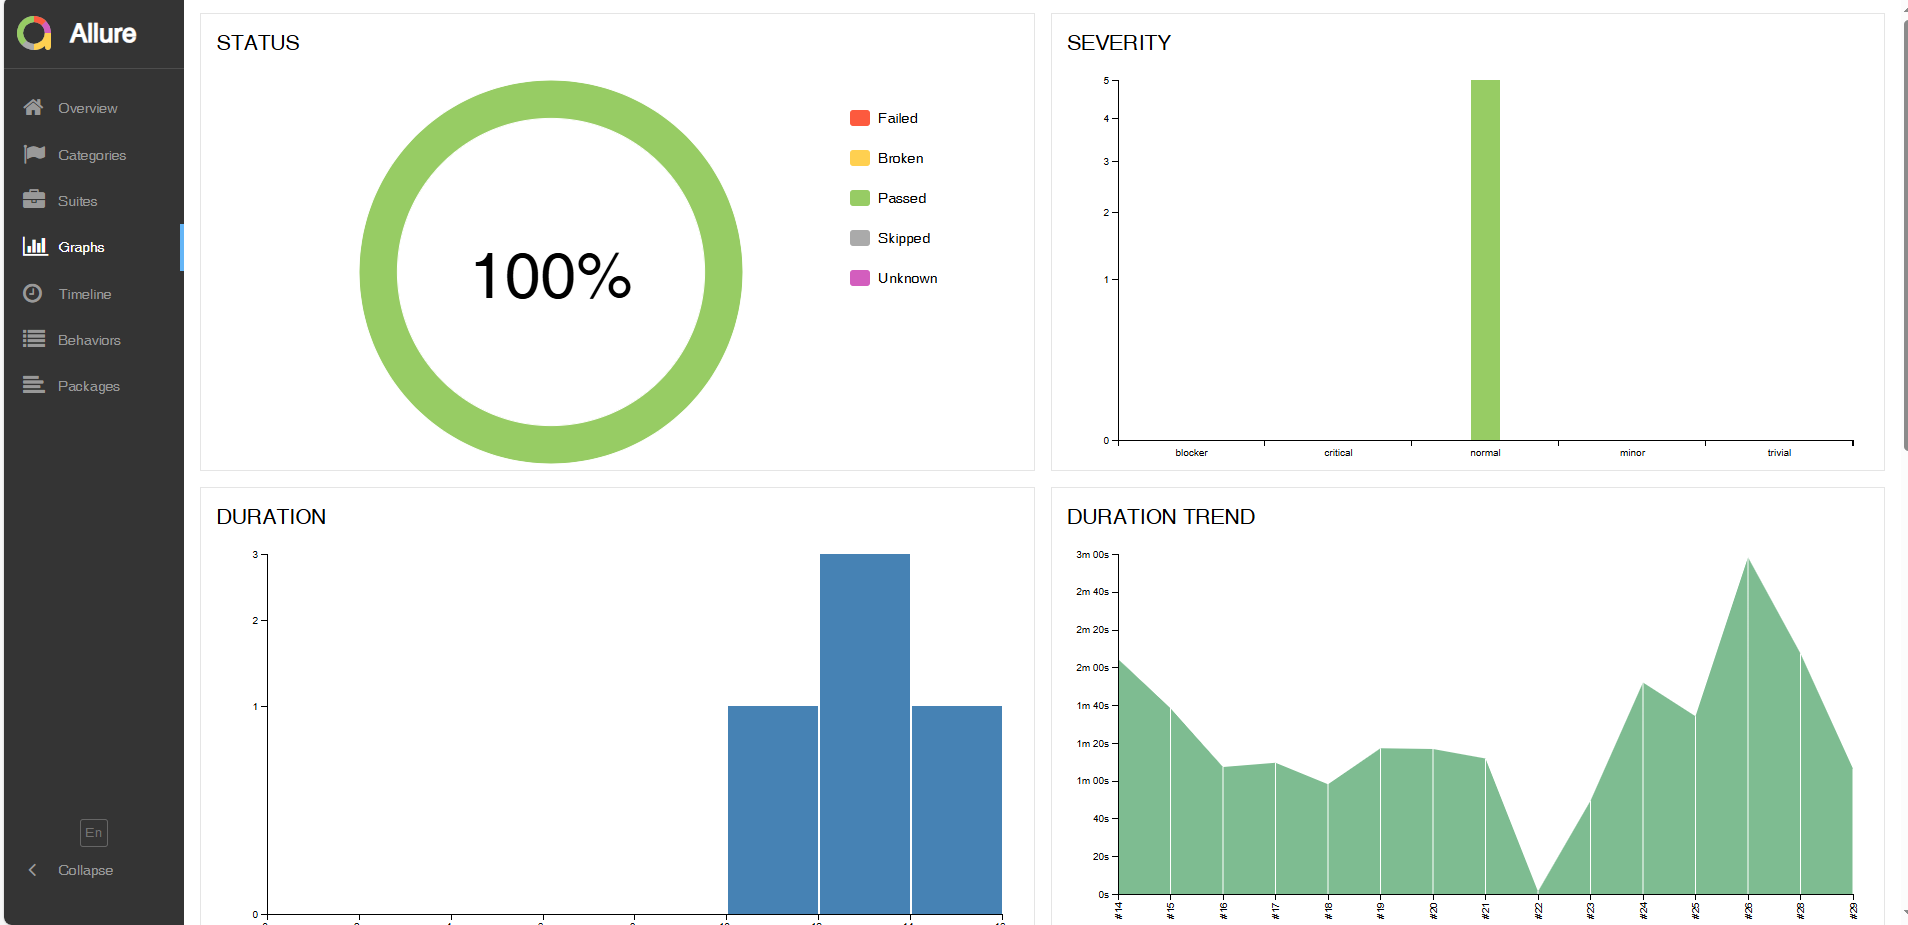 Allure
Overview
Categories
Suites
Graphs
Timeline
Behaviors
Packages
En
Collapse
STATUS
100%
Failed
Broken
Passed
Skipped
Unknown
SEVERITY
5
4
3
2
1
0
blocker
critical
normal
minor
trivial
DURATION
3
2
1
0
DURATION TREND
3m 00s
2m 40s
2m 20s
2m 00s
1m 40s
1m 20s
1m 00s
40s
20s
0s
#14
#15
#16
#17
#18
#19
#20
#21
#22
#23
#24
#25
#26
#28
#29